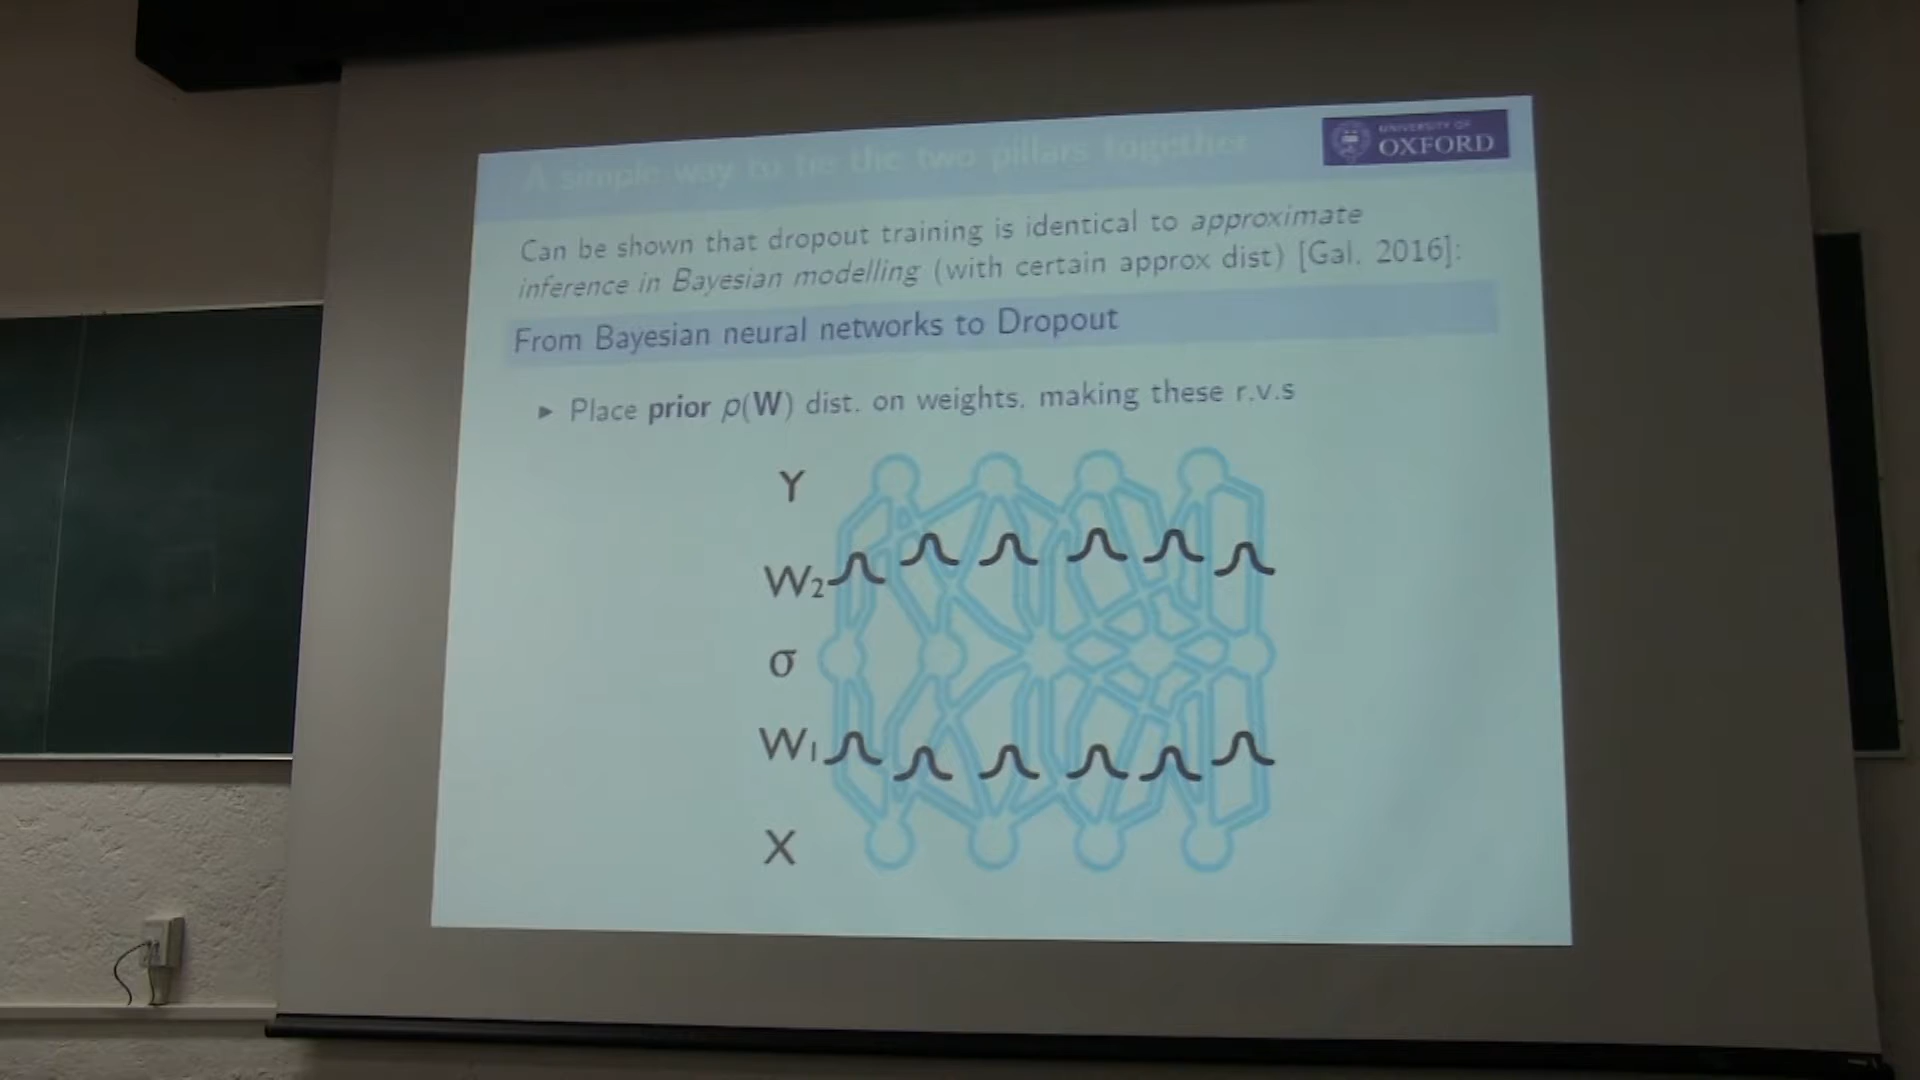 A simple way to tie the two pillars together
UNIVERSITY OF
OXFORD
Can be shown that dropout training is identical to approximate
inference in Bayesian modelling (with certain approx dist) [Gal, 2016]:
From Bayesian neural networks to Dropout
► Place prior p(W) dist. on weights, making these r.v.s
Y
W₂
σ
W₁
X